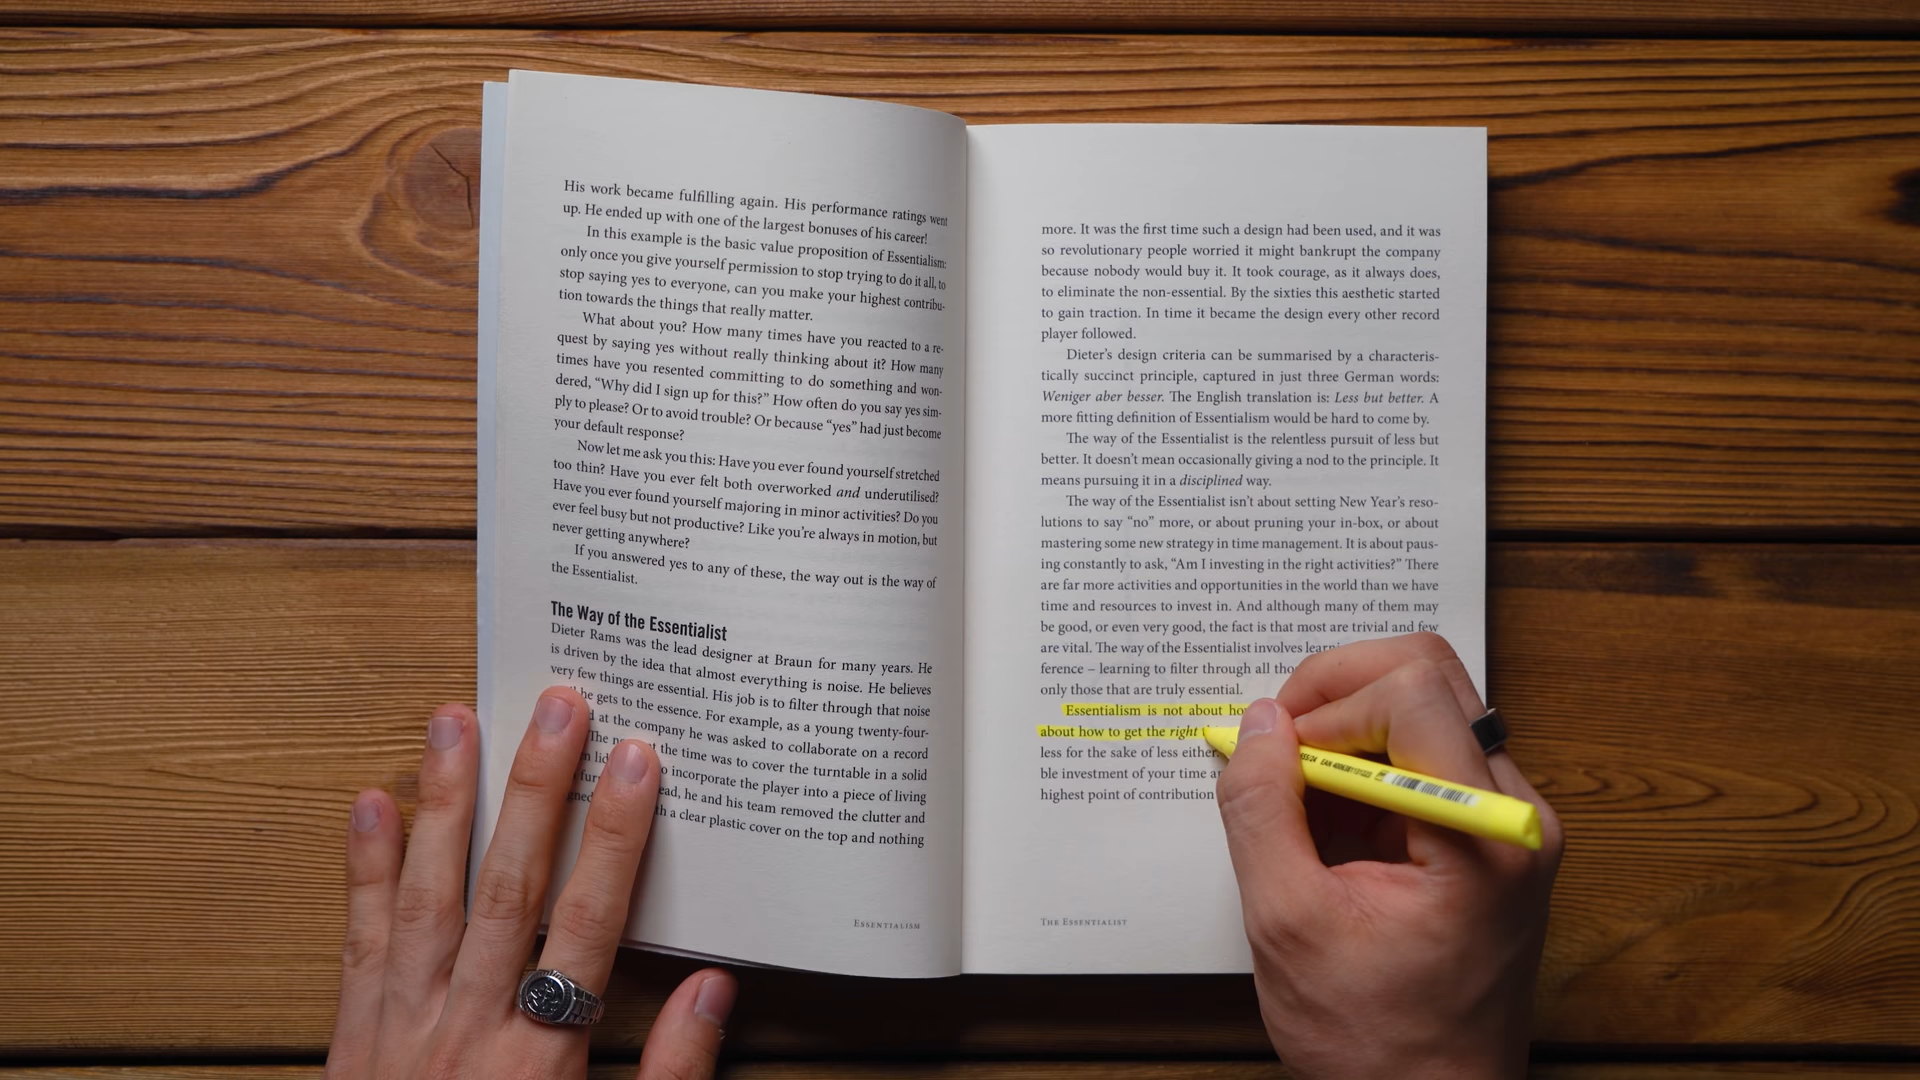 His work became fulfilling again. His performance ratings went
up. He ended up with one of the largest bonuses of his career!
In this example is the basic value proposition of Essentialism:
only once you give yourself permission to stop trying to do it all, to
stop saying yes to everyone, can you make your highest contribu-
tion towards the things that really matter.
What about you? How many times have you reacted to a re-
quest by saying yes without really thinking about it? How many
times have you resented committing to do something and won-
dered, “Why did I sign up for this?” How often do you say yes sim-
ply to please? Or to avoid trouble? Or because “yes” had just become
your default response?
Now let me ask you this: Have you ever found yourself stretched
too thin? Have you ever felt both overworked and underutilised?
Have you ever found yourself majoring in minor activities? Do you
ever feel busy but not productive? Like you’re always in motion, but
never getting anywhere?
If you answered yes to any of these, the way out is the way of
the Essentialist.
The Way of the Essentialist
Dieter Rams was the lead designer at Braun for many years. He
is driven by the idea that almost everything is noise. He believes
very few things are essential. His job is to filter through that noise
he gets to the essence. For example, as a young twenty-four-
at the company he was asked to collaborate on a record
The at the time was to cover the turntable in a solid
incorporate the player into a piece of living
he and his team removed the clutter and
a clear plastic cover on the top and nothing
ESSENTIALISM
more. It was the first time such a design had been used, and it was
so revolutionary people worried it might bankrupt the company
because nobody would buy it. It took courage, as it always does,
to eliminate the non-essential. By the sixties this aesthetic started
to gain traction. In time it became the design every other record
player followed.
Dieter’s design criteria can be summarised by a characteris-
tically succinct principle, captured in just three German words:
Weniger aber besser. The English translation is: Less but better. A
more fitting definition of Essentialism would be hard to come by.
The way of the Essentialist is the relentless pursuit of less but
better. It doesn’t mean occasionally giving a nod to the principle. It
means pursuing it in a disciplined way.
The way of the Essentialist isn’t about setting New Year’s reso-
lutions to say “no” more, or about pruning your in-box, or about
mastering some new strategy in time management. It is about paus-
ing constantly to ask, “Am I investing in the right activities?” There
are far more activities and opportunities in the world than we have
time and resources to invest in. And although many of them may
be good, or even very good, the fact is that most are trivial and few
are vital. The way of the Essentialist involves
ference – learning to filter through all
only those that are truly essential.
Essentialism is not about
about how to get the right
less for the sake of less either.
ble investment of your time
highest point of contribution
THE ESSENTIALIST